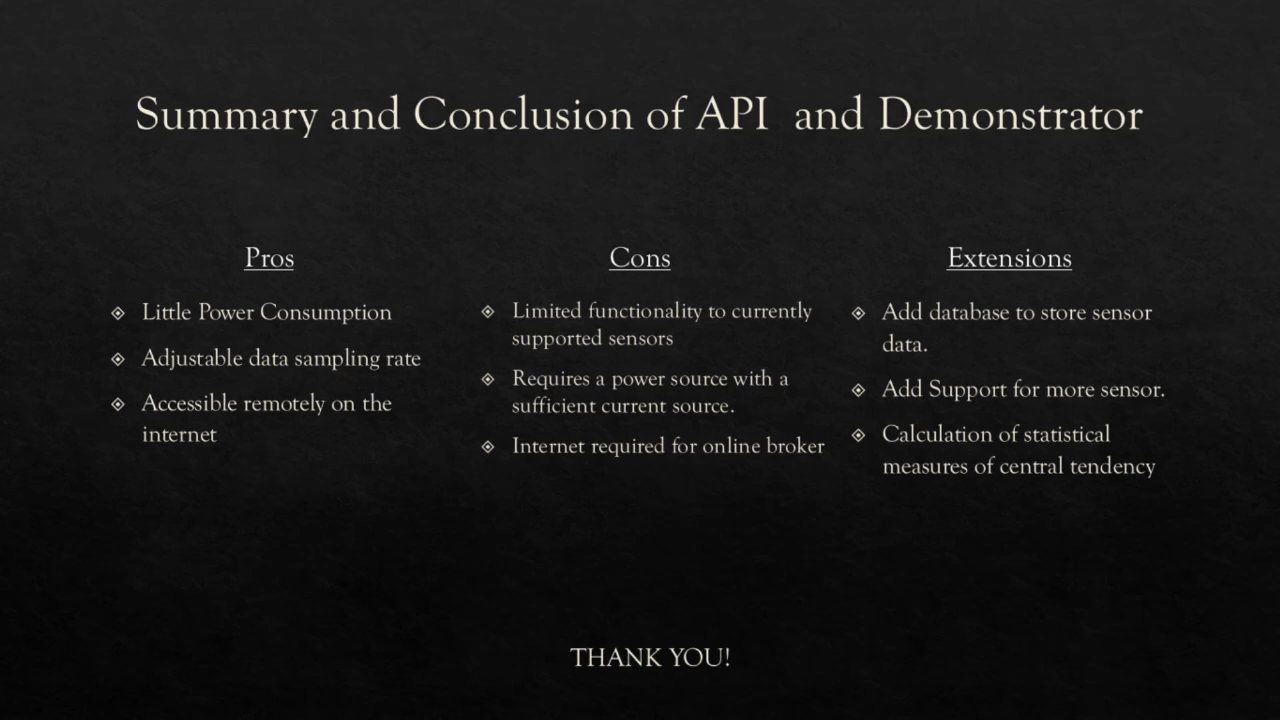 Summary and Conclusion of API  and Demonstrator
Pros
Little Power Consumption
Adjustable data sampling rate
Accessible remotely on the
internet
Cons
Limited functionality to currently
supported sensors
Requires a power source with a
sufficient current source.
Internet required for online broker
Extensions
Add database to store sensor
data.
Add Support for more sensor.
Calculation of statistical
measures of central tendency
THANK YOU!